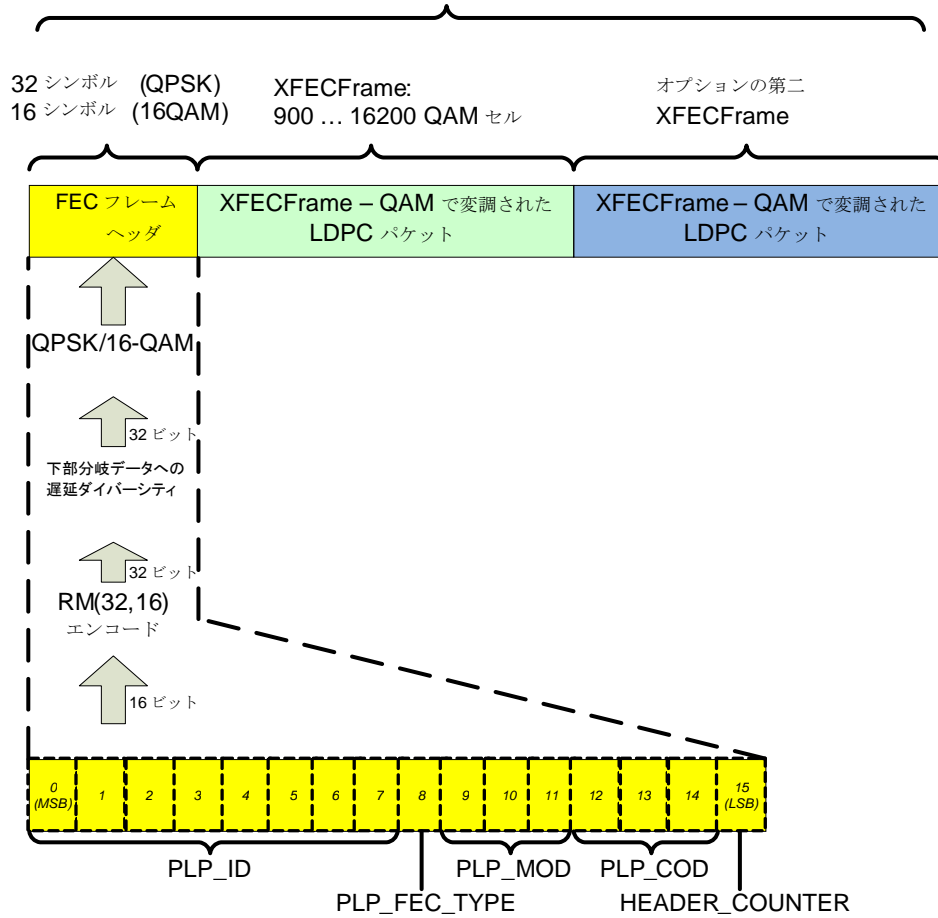 32 シンボル (QPSK)
16 シンボル (16QAM)
XFECFrame:
900 … 16200 QAM セル
オプションの第二
XFECFrame
FEC フレーム
ヘッダ
XFECFrame – QAM で変調された
LDPC パケット
XFECFrame – QAM で変調された
LDPC パケット
QPSK/16-QAM
32 ビット
下部分岐データへの
遅延ダイバーシティ
32 ビット
RM(32,16)
エンコード
16 ビット
0 (MSB) 1 2 3 4 5 6 7 8 9 10 11 12 13 14 15 (LSB)
PLP_ID PLP_MOD PLP_COD
PLP_FEC_TYPE HEADER_COUNTER